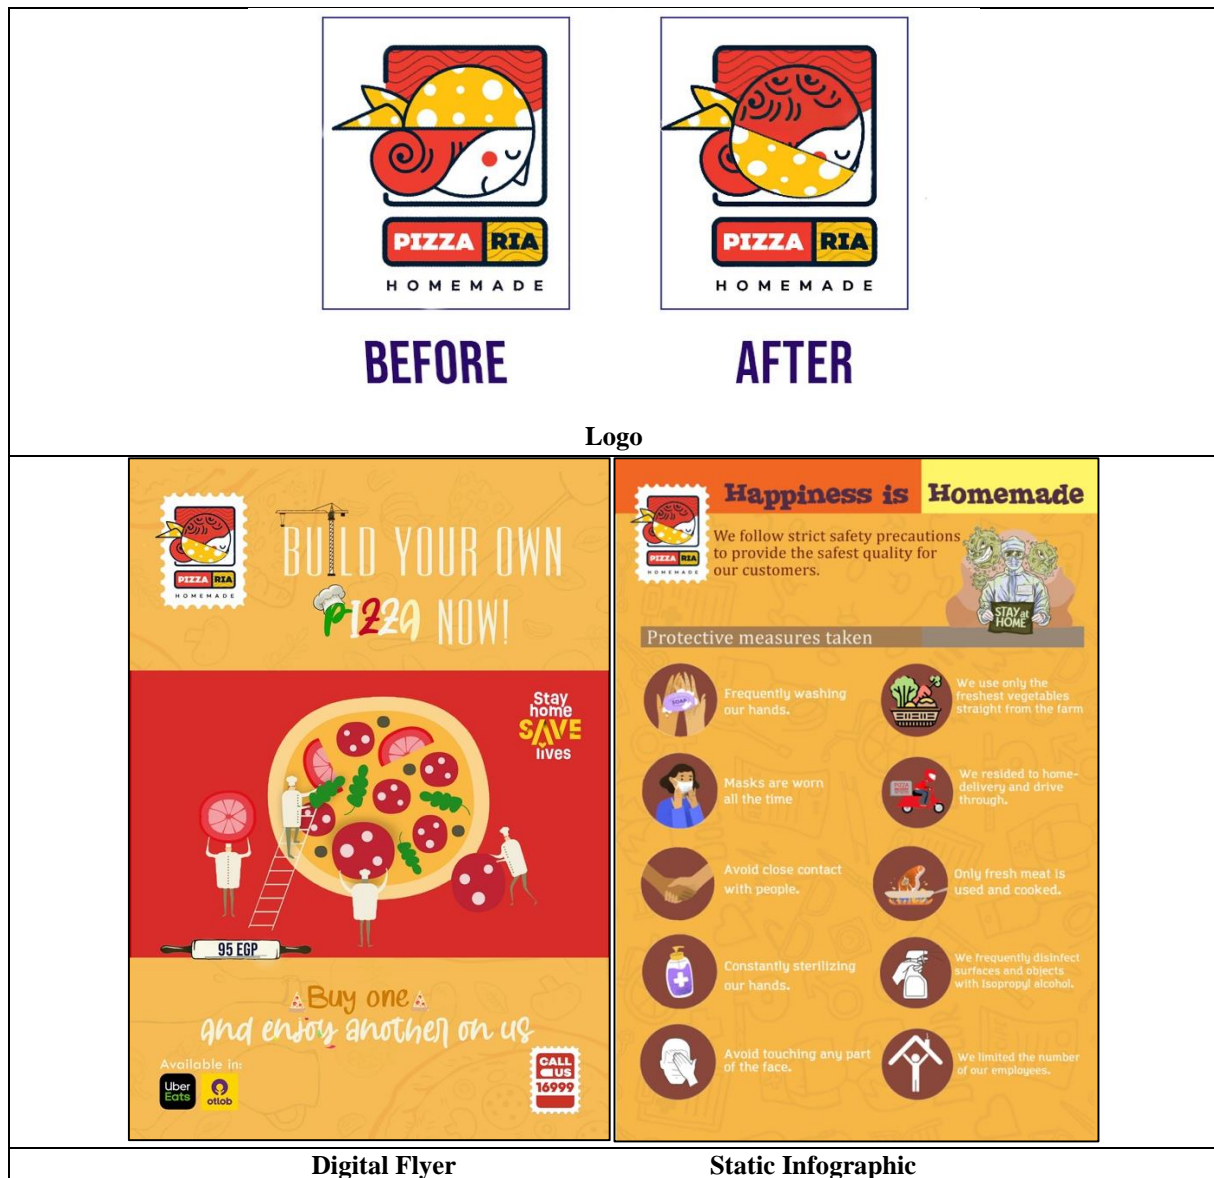 PIZZA RIA
HOMEMADE
PIZZA RIA
HOMEMADE
BEFORE
AFTER
Logo
PIZZA RIA
HOMEMADE
BUILD YOUR OWN
PIZZA NOW!
Stay
home
SAVE
lives
95 EGP
Buy one
and enjoy another on us
Available in:
Uber
Eats
otlob
CALL
US
16999
Happiness is Homemade
PIZZA RIA
HOMEMADE
We follow strict safety precautions
to provide the safest quality for
our customers.
STAY at
HOME
Protective measures taken
SOAP
Frequently washing
our hands.
We use only the
freshest vegetables
straight from the farm
Masks are worn
all the time
PIZZA
We resided to home-
delivery and drive
through.
Avoid close contact
with people.
Only fresh meat is
used and cooked.
Constantly sterilizing
our hands.
We frequently disinfect
surfaces and objects
with Isopropyl alcohol.
Avoid touching any part
of the face.
We limited the number
of our employees.
Digital Flyer
Static Infographic